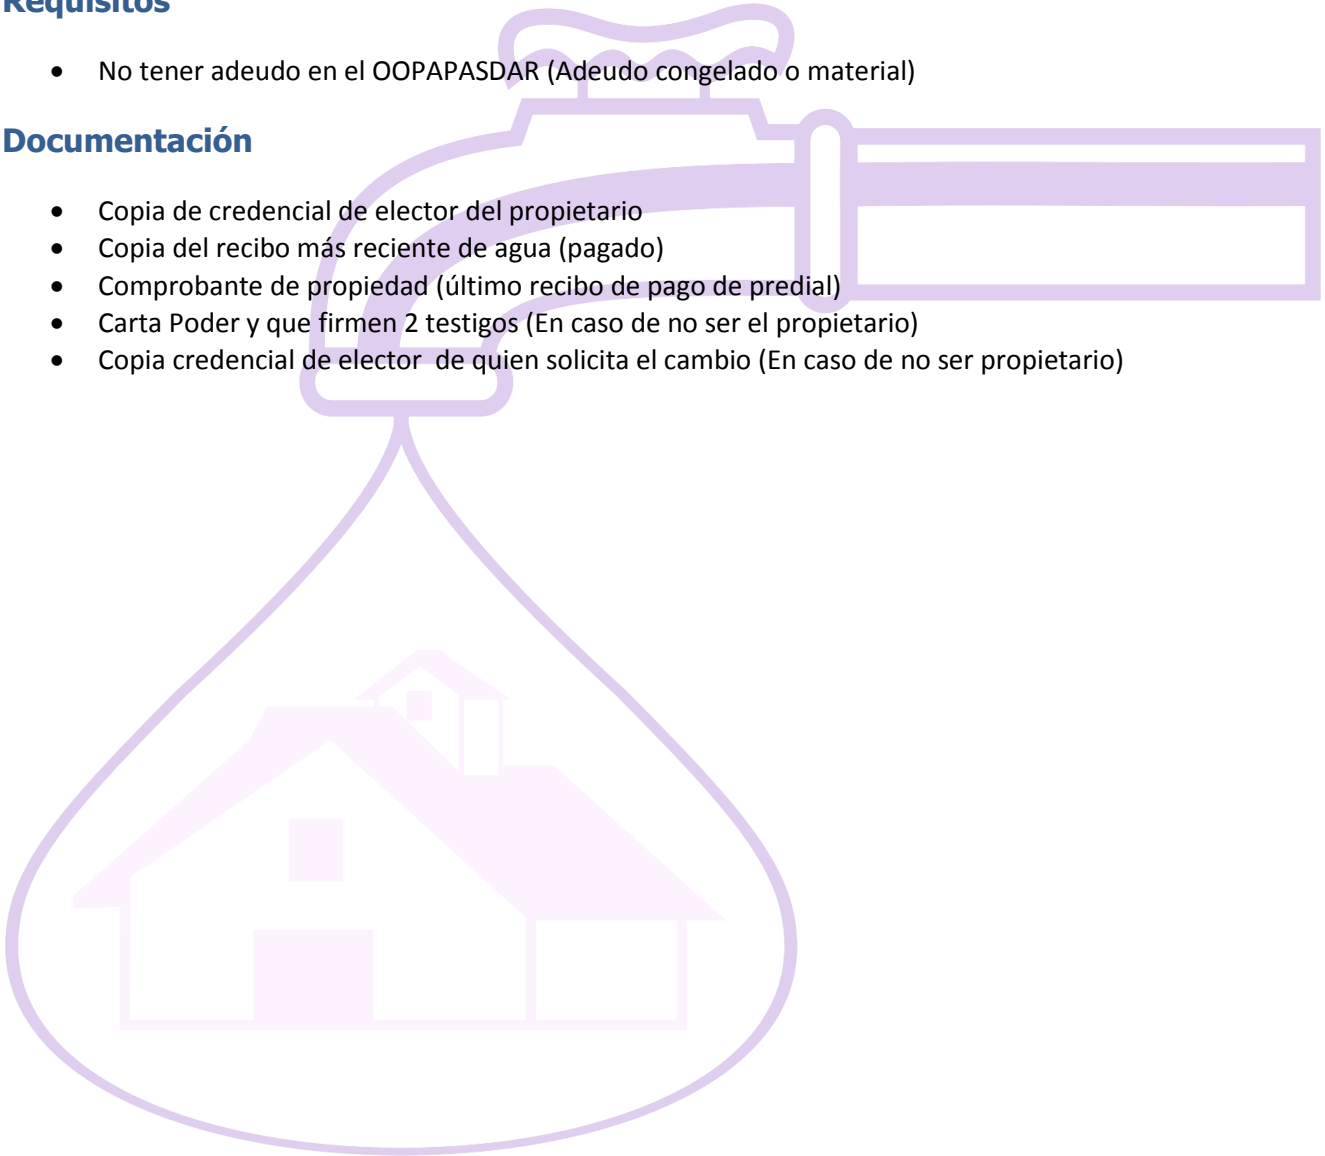 Requisitos
• No tener adeudo en el OOPAPASDAR (Adeudo congelado o material)
Documentación
• Copia de credencial de elector del propietario
• Copia del recibo más reciente de agua (pagado)
• Comprobante de propiedad (último recibo de pago de predial)
• Carta Poder y que firmen 2 testigos (En caso de no ser el propietario)
• Copia credencial de elector  de quien solicita el cambio (En caso de no ser propietario)